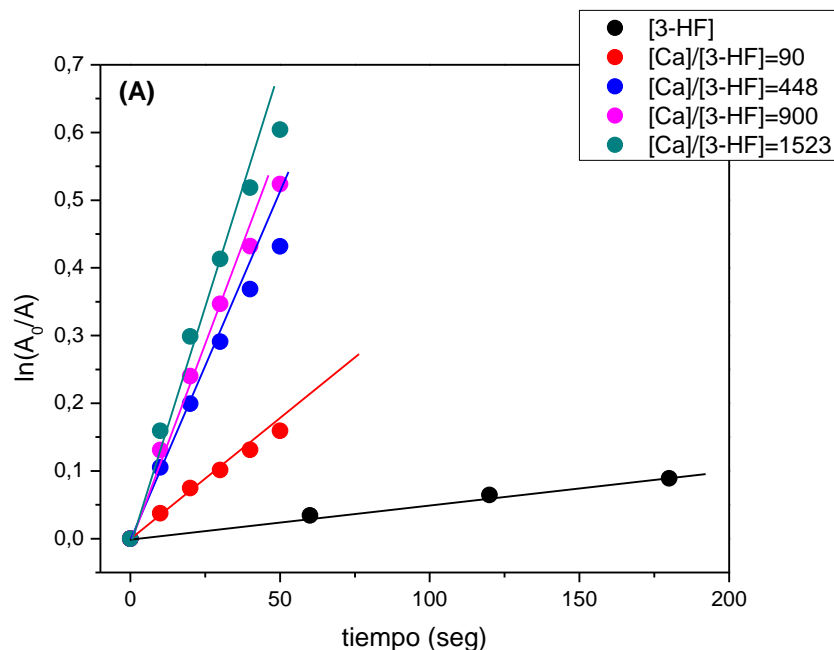 [3-HF]
[Ca]/[3-HF]=90
[Ca]/[3-HF]=448
[Ca]/[3-HF]=900
[Ca]/[3-HF]=1523
(A)
0,7
0,6
0,5
0,4
0,3
0,2
0,1
0,0
ln(A₀/A)
0 50 100 150 200
tiempo (seg)